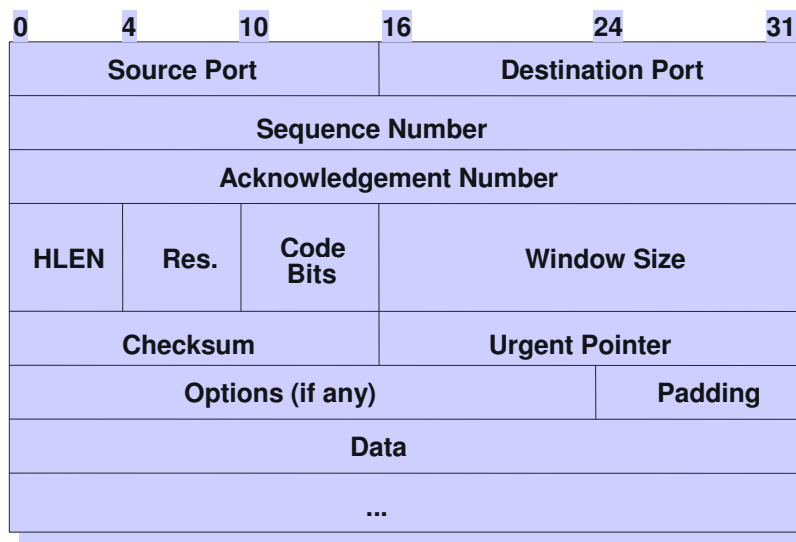 0 4 10 16 24 31
Source Port Destination Port
Sequence Number
Acknowledgement Number
HLEN Res. Code Bits Window Size
Checksum Urgent Pointer
Options (if any) Padding
Data
...